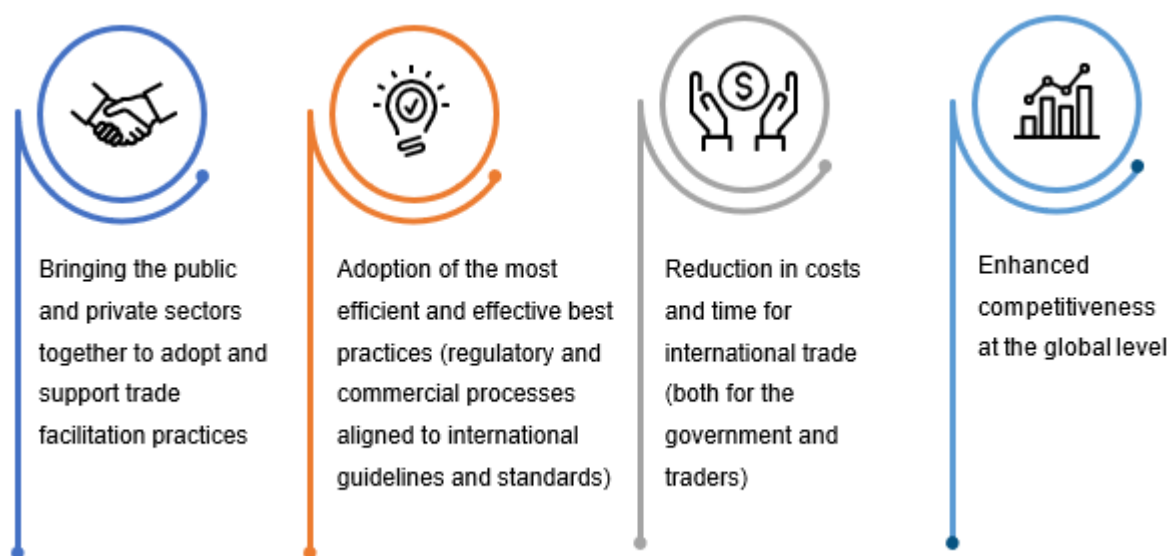 Bringing the public
and private sectors
together to adopt and
support trade
facilitation practices
Adoption of the most
efficient and effective best
practices (regulatory and
commercial processes
aligned to international
guidelines and standards)
$
Reduction in costs
and time for
international trade
(both for the
government and
traders)
Enhanced
competitiveness
at the global level